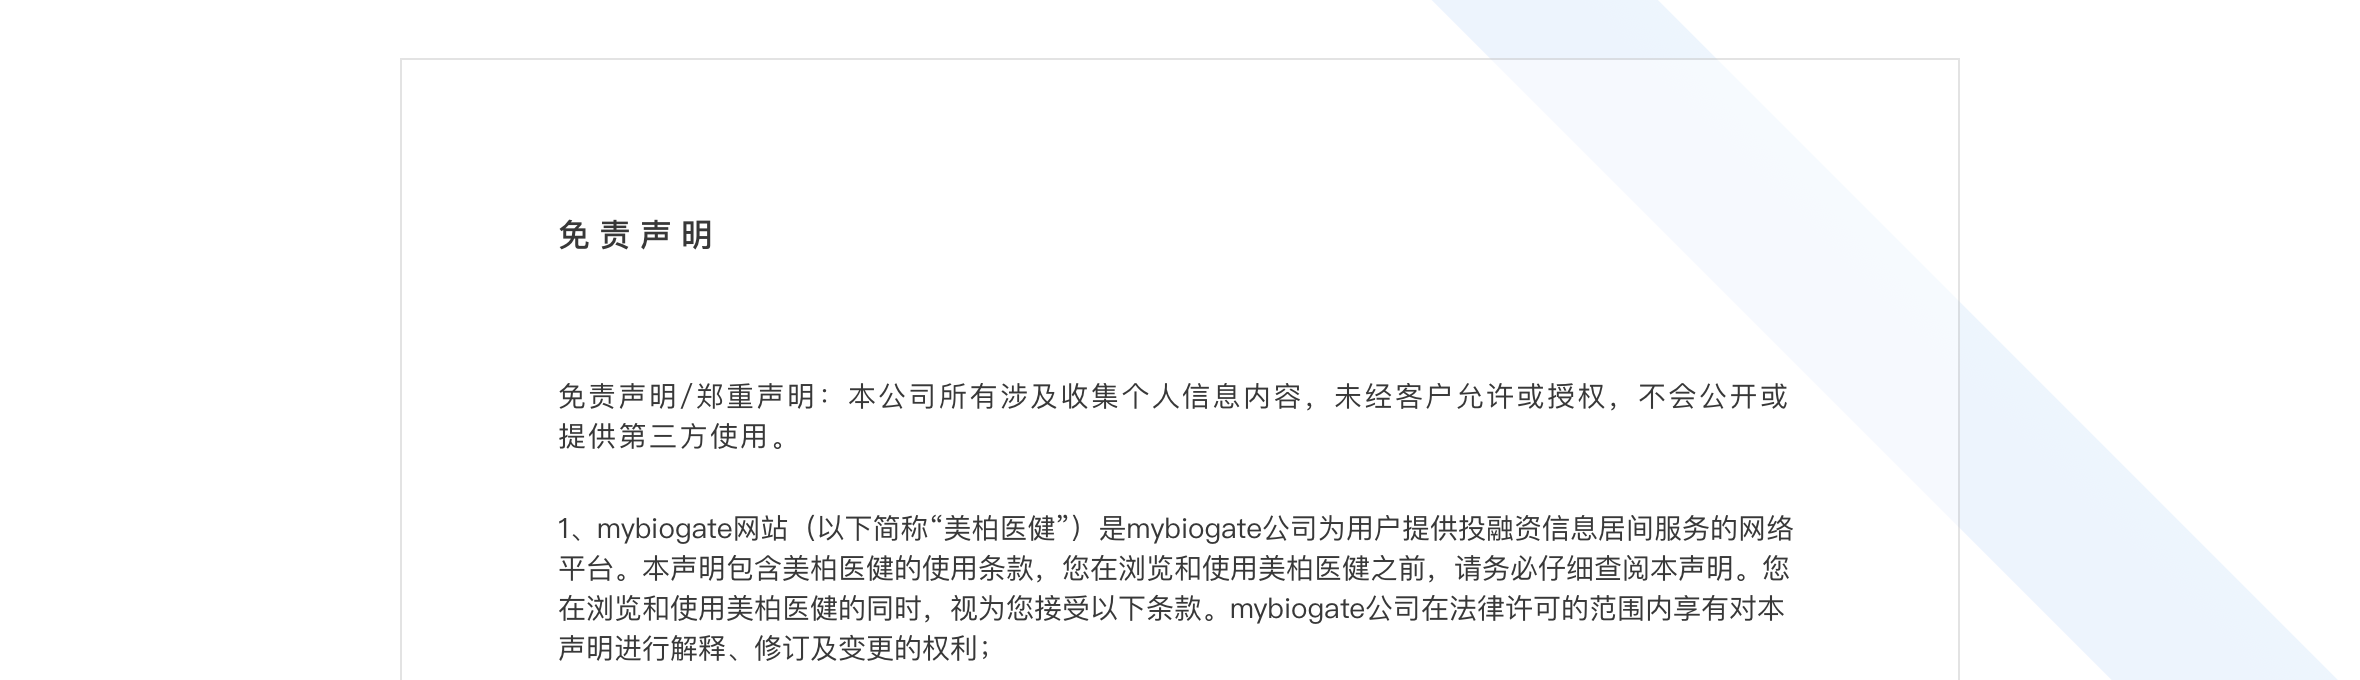 免责声明
免责声明/郑重声明：本公司所有涉及收集个人信息内容，未经客户允许或授权，不会公开或
提供第三方使用。
1、mybiogate网站（以下简称“美柏医健”）是mybiogate公司为用户提供投融资信息居间服务的网络
平台。本声明包含美柏医健的使用条款，您在浏览和使用美柏医健之前，请务必仔细查阅本声明。您
在浏览和使用美柏医健的同时，视为您接受以下条款。mybiogate公司在法律许可的范围内享有对本
声明进行解释、修订及变更的权利；